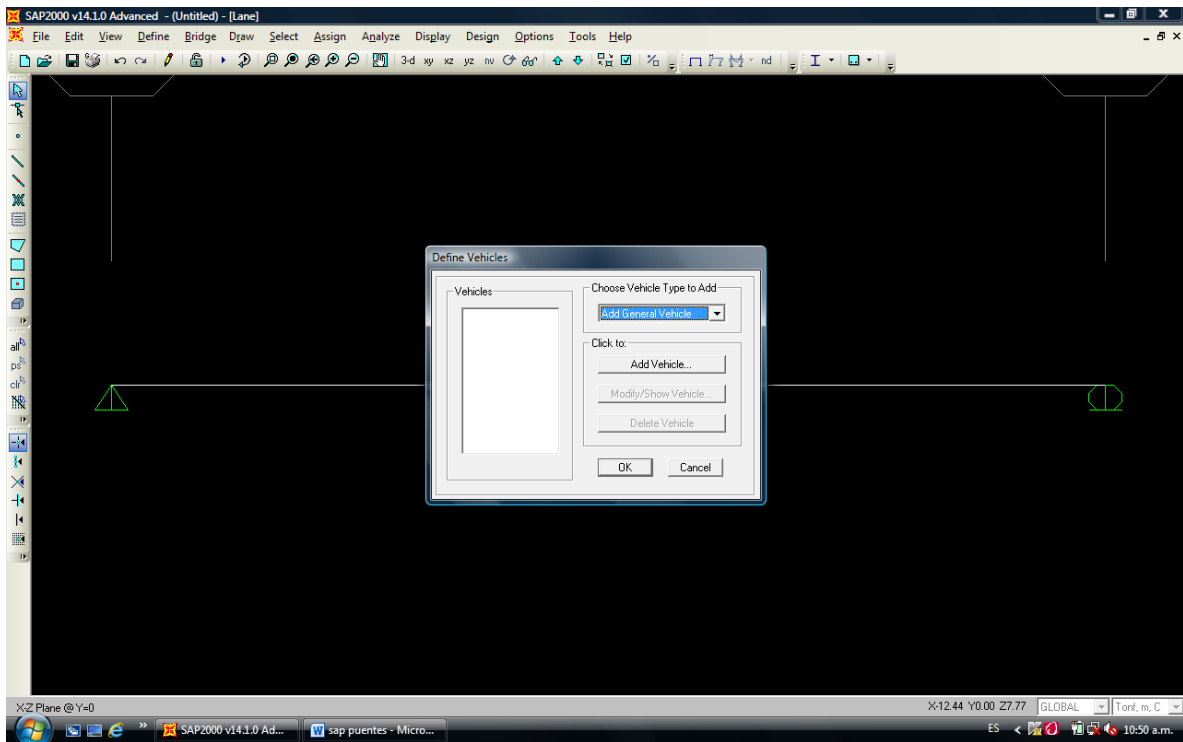 SAP2000 v14.1.0 Advanced - (Untitled) - [Lane]
File Edit View Define Bridge Draw Select Assign Analyze Display Design Options Tools Help
3-d xy xz yz nv nd
all
ps
clr
Define Vehicles
Vehicles
Choose Vehicle Type to Add
Add General Vehicle
Click to:
Add Vehicle...
Modify/Show Vehicle...
Delete Vehicle
OK Cancel
X-Z Plane @ Y=0
X-12.44 Y0.00 Z7.77 GLOBAL Tonf, m, C
SAP2000 v14.1.0 Ad... sap puentes - Micro... ES 10:50 a.m.